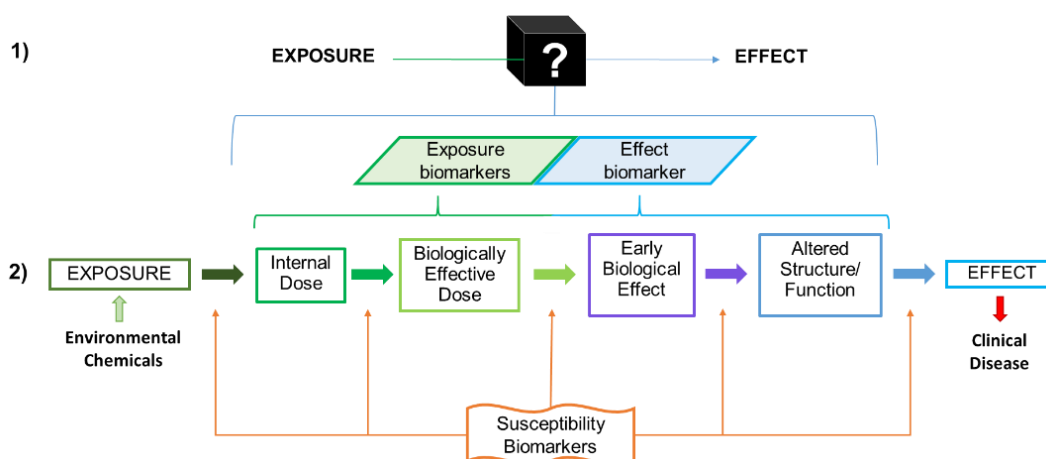 1)
EXPOSURE
?
EFFECT
Exposure
biomarkers
Effect
biomarker
2)
EXPOSURE
Internal
Dose
Biologically
Effective
Dose
Early
Biological
Effect
Altered
Structure/
Function
EFFECT
Environmental
Chemicals
Clinical
Disease
Susceptibility
Biomarkers